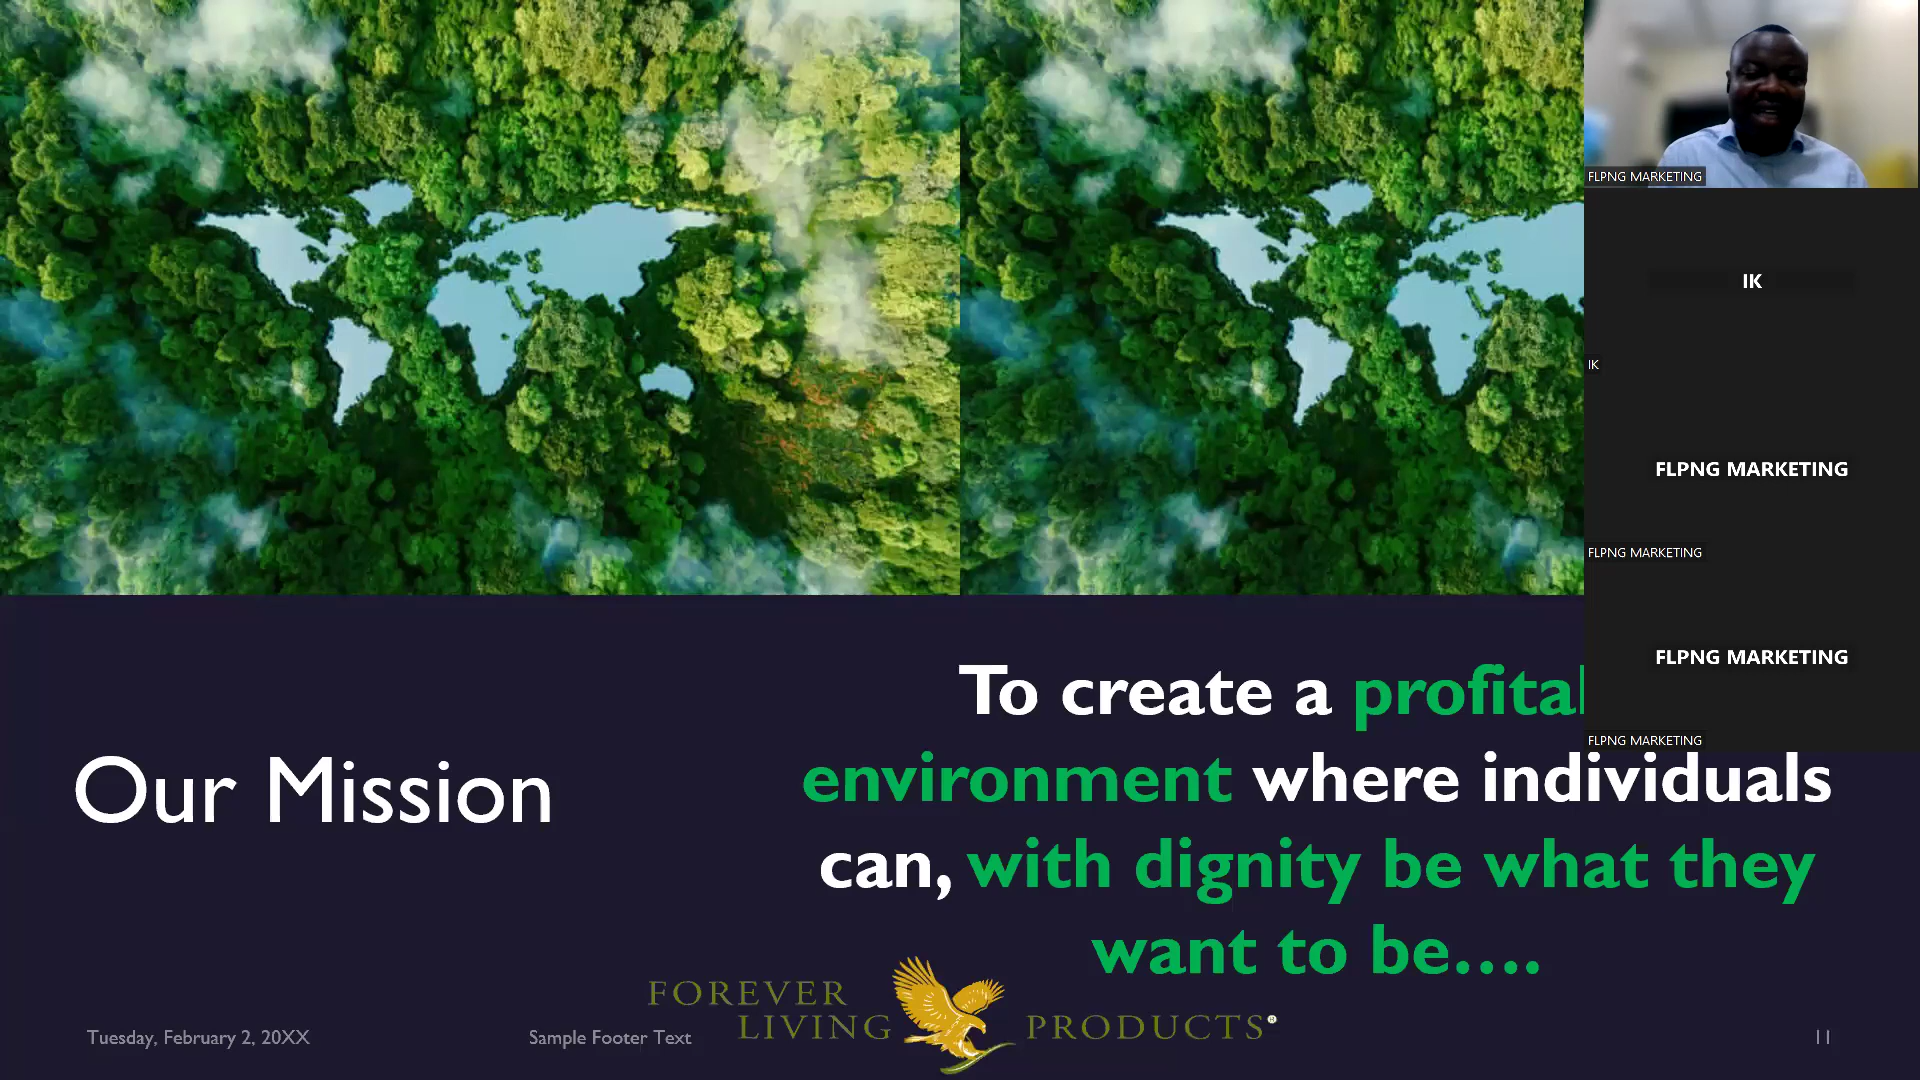 FLPNG MARKETING
IK
IK
FLPNG MARKETING
FLPNG MARKETING
FLPNG MARKETING
FLPNG MARKETING
To create a
environment where individuals
can, with dignity be what they
want to be....
Our Mission
FOREVER
LIVING PRODUCTS®
Tuesday, February 2, 20XX
Sample Footer Text
11